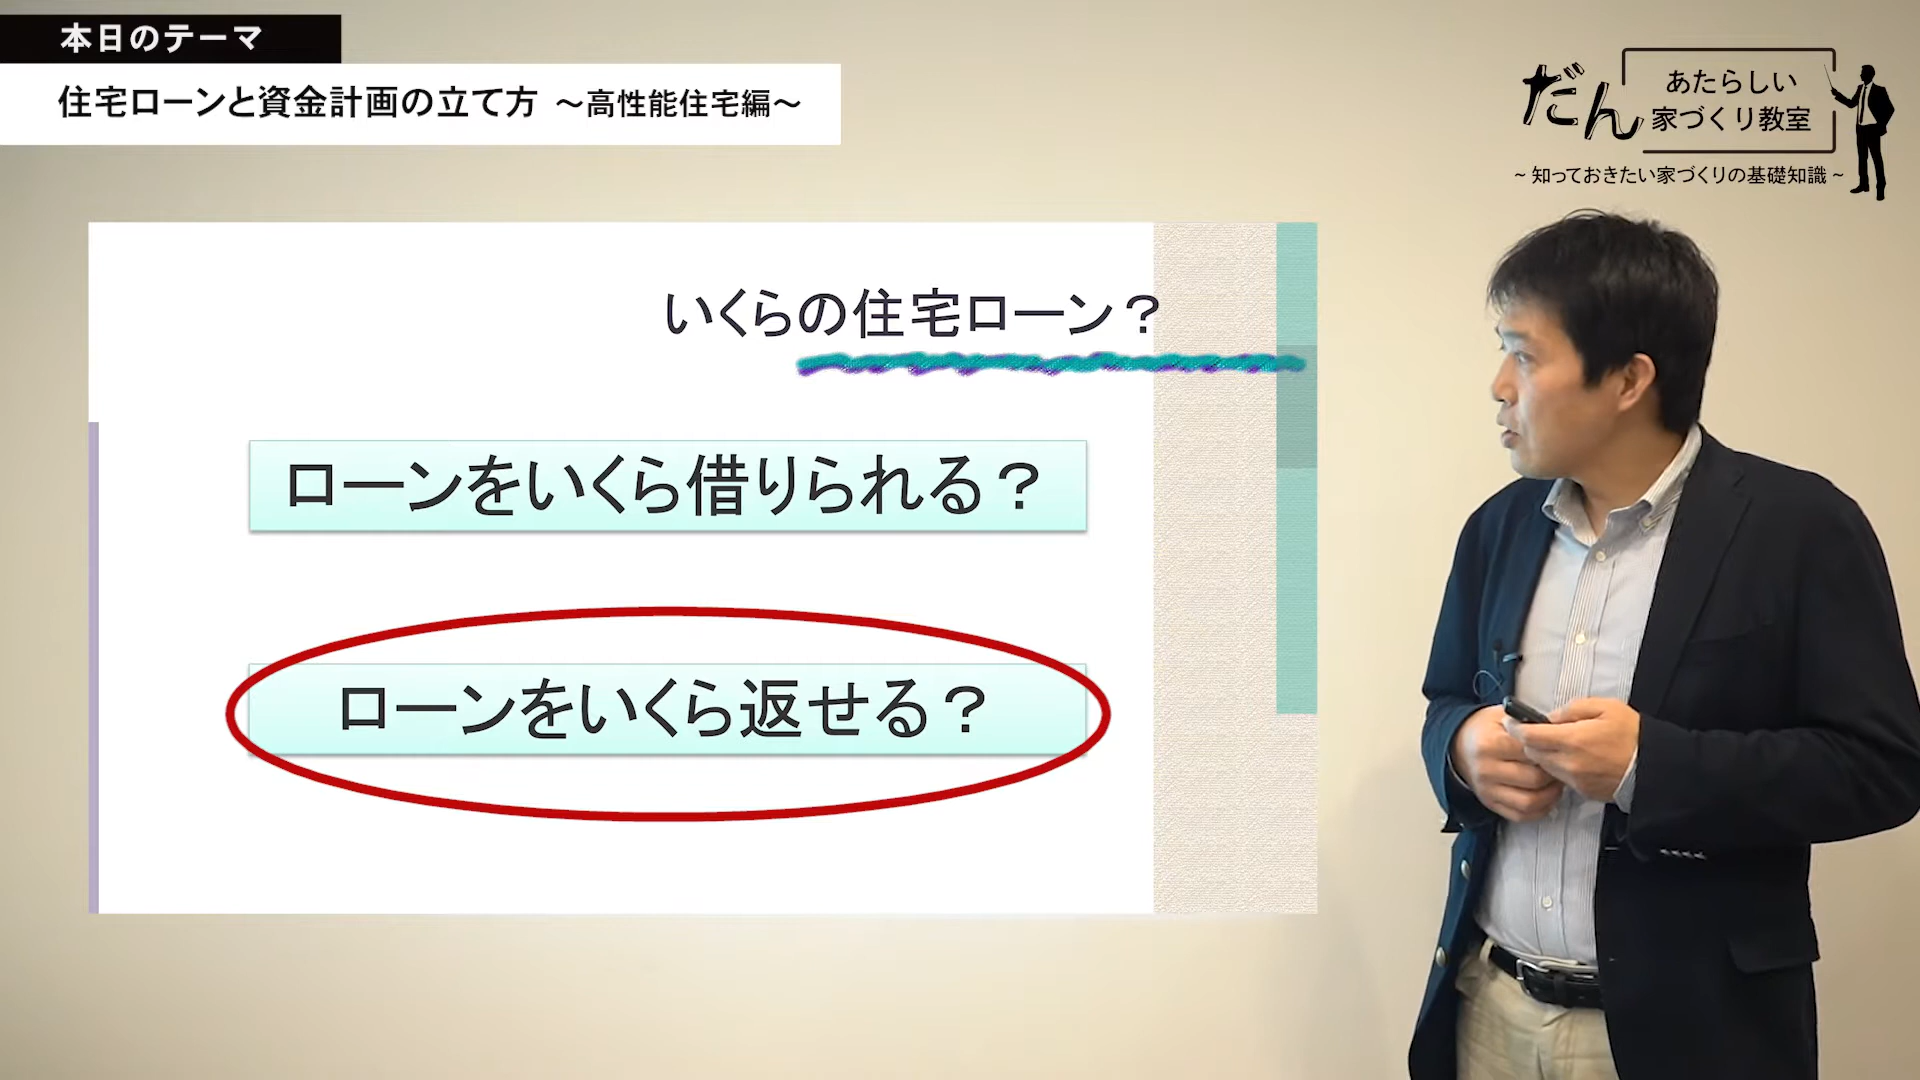 本日のテーマ
住宅ローンと資金計画の立て方 ～高性能住宅編～
だん
あたらしい
家づくり教室
~ 知っておきたい家づくりの基礎知識 ~
いくらの住宅ローン？
ローンをいくら借りられる？
ローンをいくら返せる？